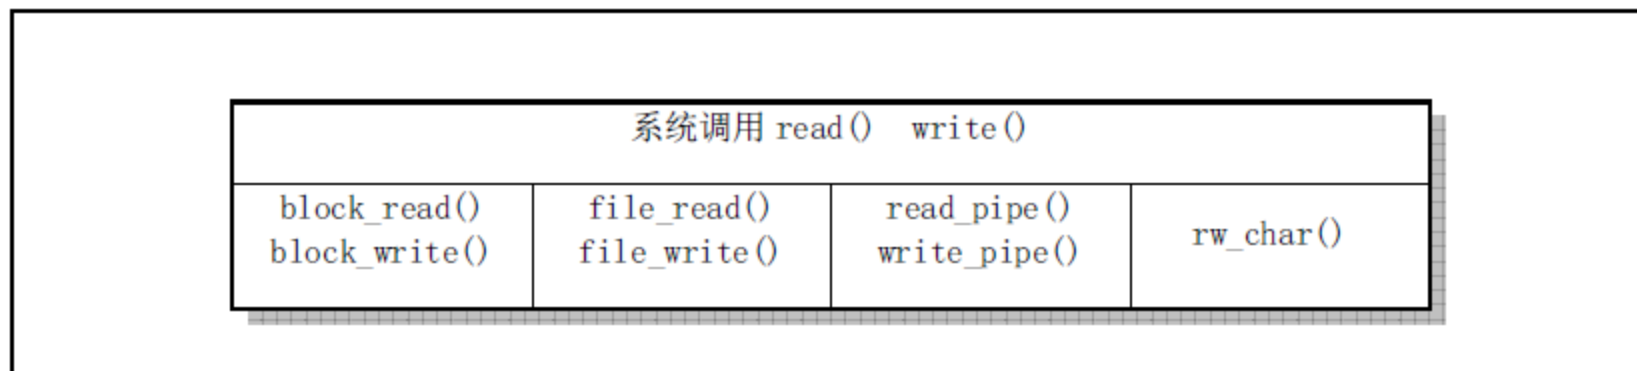 系统调用 read() write()
block_read() file_read() read_pipe() rw_char()
block_write() file_write() write_pipe()